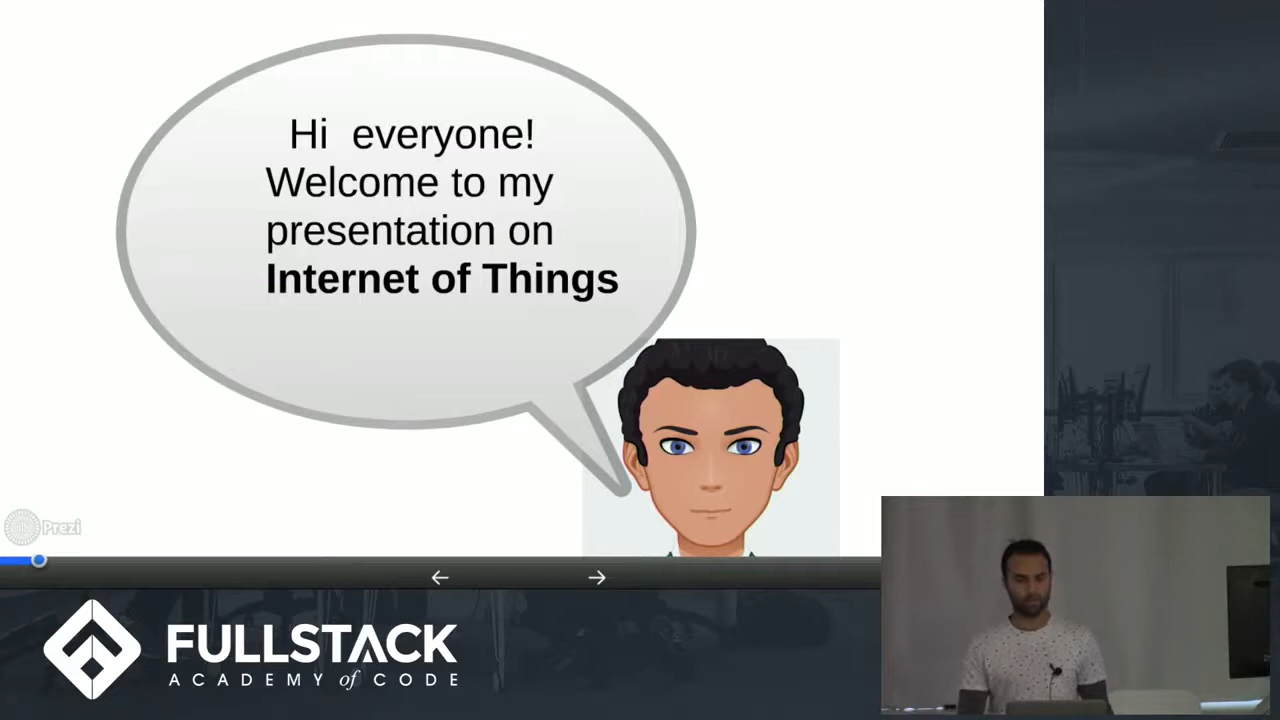 Hi everyone!
Welcome to my
presentation on
Internet of Things
Prezi
FULLSTACK
ACADEMY of CODE